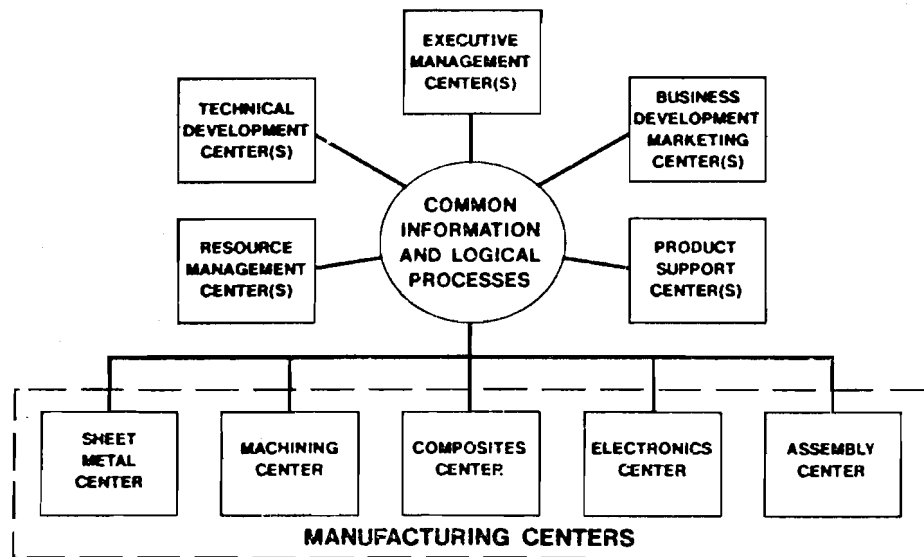 EXECUTIVE
MANAGEMENT
CENTER(S)
TECHNICAL
DEVELOPMENT
CENTER(S)
BUSINESS
DEVELOPMENT
MARKETING
CENTER(S)
COMMON
INFORMATION
AND LOGICAL
PROCESSES
RESOURCE
MANAGEMENT
CENTER(S)
PRODUCT
SUPPORT
CENTER(S)
SHEET
METAL
CENTER
MACHINING
CENTER
COMPOSITES
CENTER
ELECTRONICS
CENTER
ASSEMBLY
CENTER
MANUFACTURING CENTERS